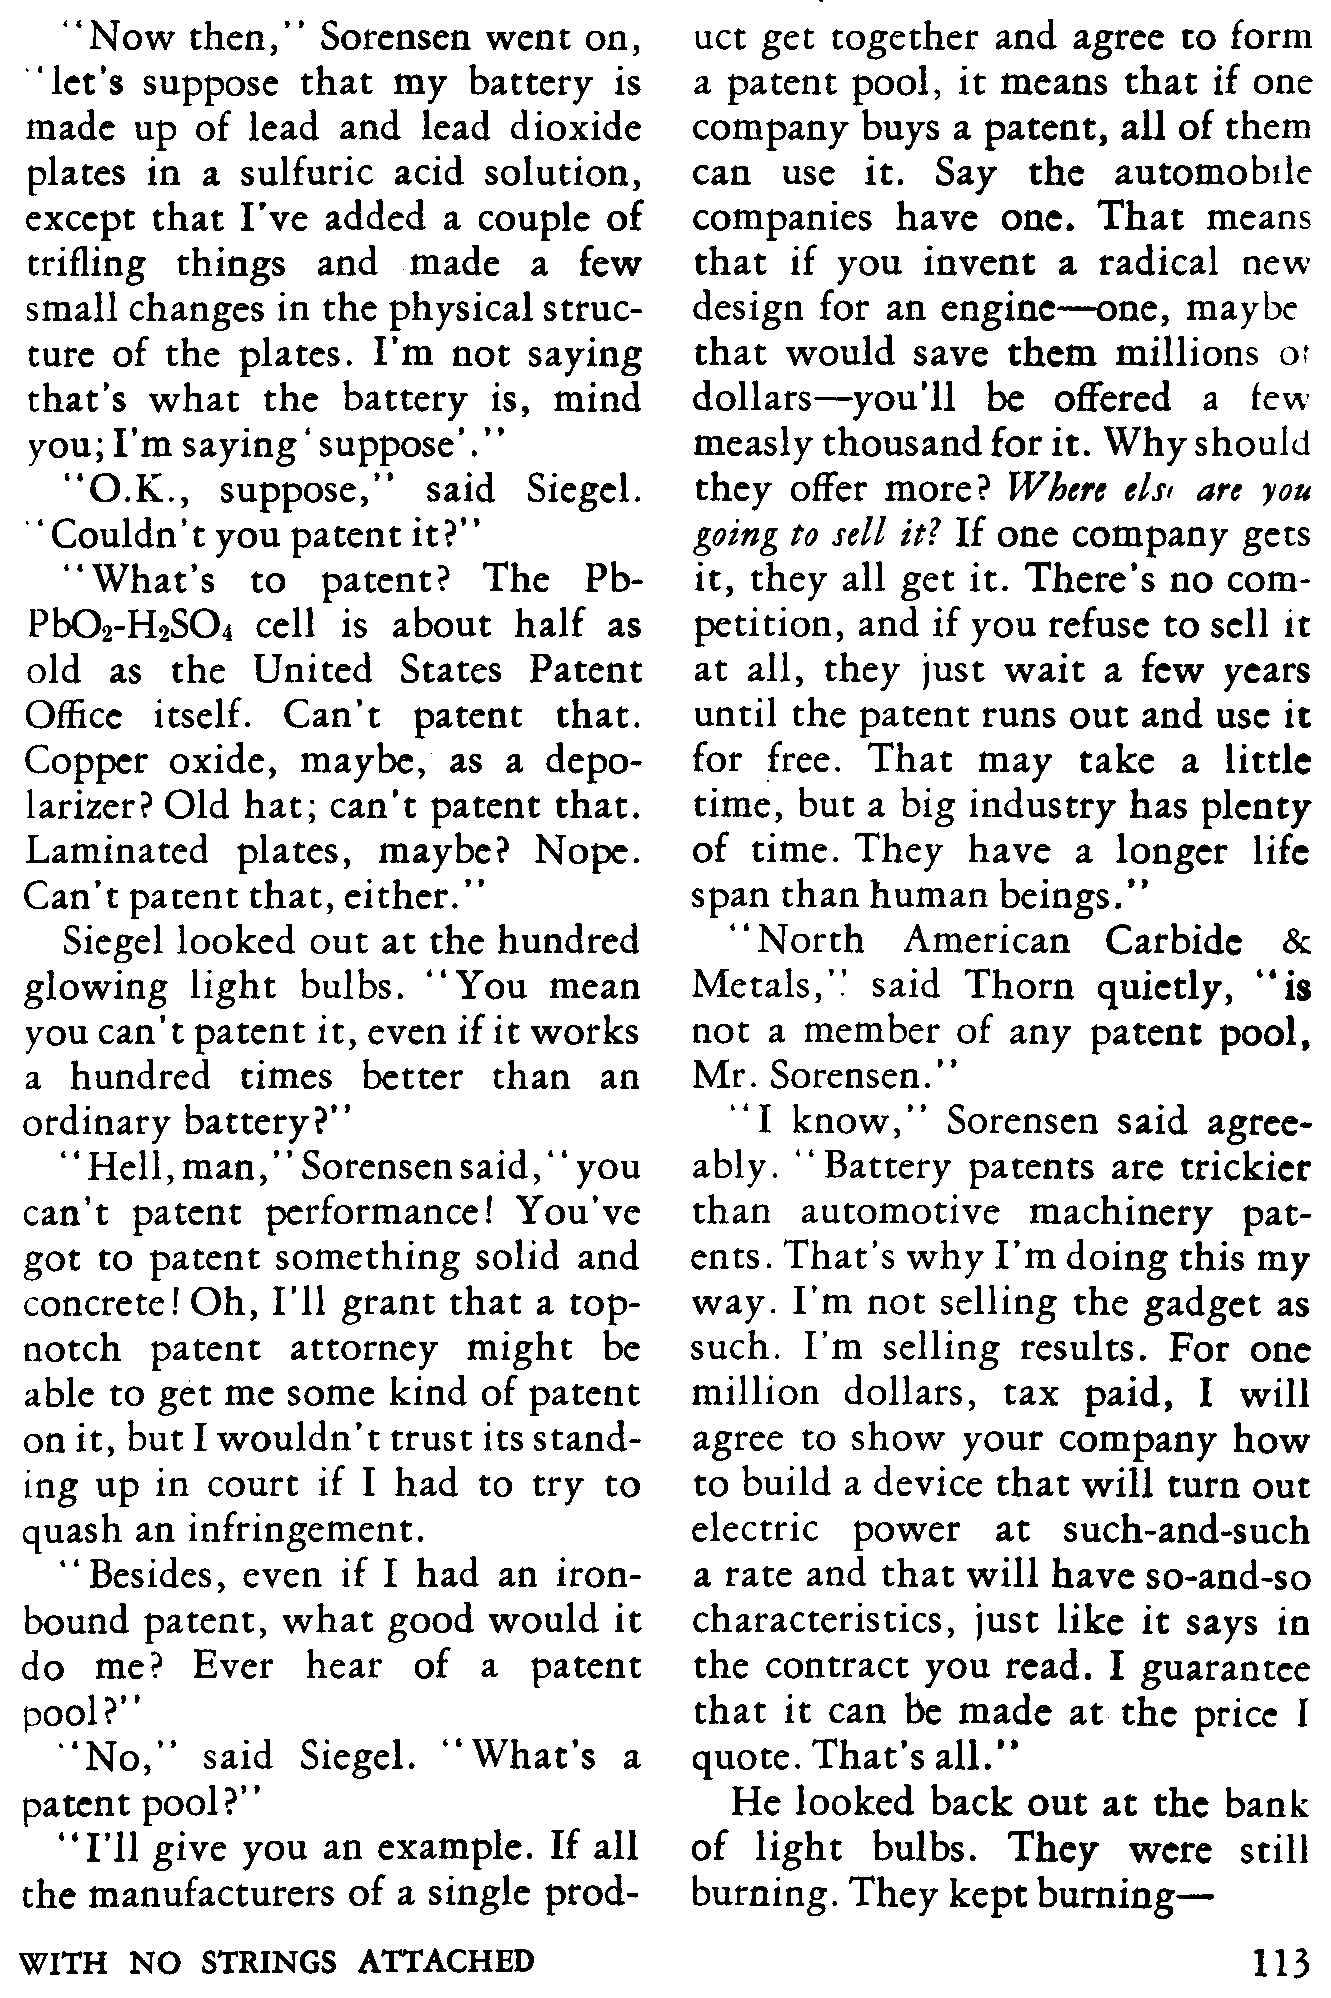 “Now then,” Sorensen went on,
“let's suppose that my battery is
made up of lead and lead dioxide
plates in a sulfuric acid solution,
except that I've added a couple of
trifling things and made a few
small changes in the physical struc-
ture of the plates. I'm not saying
that's what the battery is, mind
you; I'm saying ‘suppose’.”
“O.K., suppose,” said Siegel.
“Couldn't you patent it?”
“What's to patent? The Pb-
PbO₂-H₂SO₄ cell is about half as
old as the United States Patent
Office itself. Can't patent that.
Copper oxide, maybe, as a depo-
larizer? Old hat; can't patent that.
Laminated plates, maybe? Nope.
Can't patent that, either.”
Siegel looked out at the hundred
glowing light bulbs. “You mean
you can't patent it, even if it works
a hundred times better than an
ordinary battery?”
“Hell, man,” Sorensen said, “you
can't patent performance! You've
got to patent something solid and
concrete! Oh, I'll grant that a top-
notch patent attorney might be
able to get me some kind of patent
on it, but I wouldn't trust its stand-
ing up in court if I had to try to
quash an infringement.
“Besides, even if I had an iron-
bound patent, what good would it
do me? Ever hear of a patent
pool?”
“No,” said Siegel. “What's a
patent pool?”
“I'll give you an example. If all
the manufacturers of a single prod-
uct get together and agree to form
a patent pool, it means that if one
company buys a patent, all of them
can use it. Say the automobile
companies have one. That means
that if you invent a radical new
design for an engine—one, maybe
that would save them millions of
dollars—you'll be offered a few
measly thousand for it. Why should
they offer more? Where else are you
going to sell it? If one company gets
it, they all get it. There's no com-
petition, and if you refuse to sell it
at all, they just wait a few years
until the patent runs out and use it
for free. That may take a little
time, but a big industry has plenty
of time. They have a longer life
span than human beings.”
“North American Carbide &
Metals,” said Thorn quietly, “is
not a member of any patent pool,
Mr. Sorensen.”
“I know,” Sorensen said agree-
ably. “Battery patents are trickier
than automotive machinery pat-
ents. That's why I'm doing this my
way. I'm not selling the gadget as
such. I'm selling results. For one
million dollars, tax paid, I will
agree to show your company how
to build a device that will turn out
electric power at such-and-such
a rate and that will have so-and-so
characteristics, just like it says in
the contract you read. I guarantee
that it can be made at the price I
quote. That's all.”
He looked back out at the bank
of light bulbs. They were still
burning. They kept burning—
WITH NO STRINGS ATTACHED
113